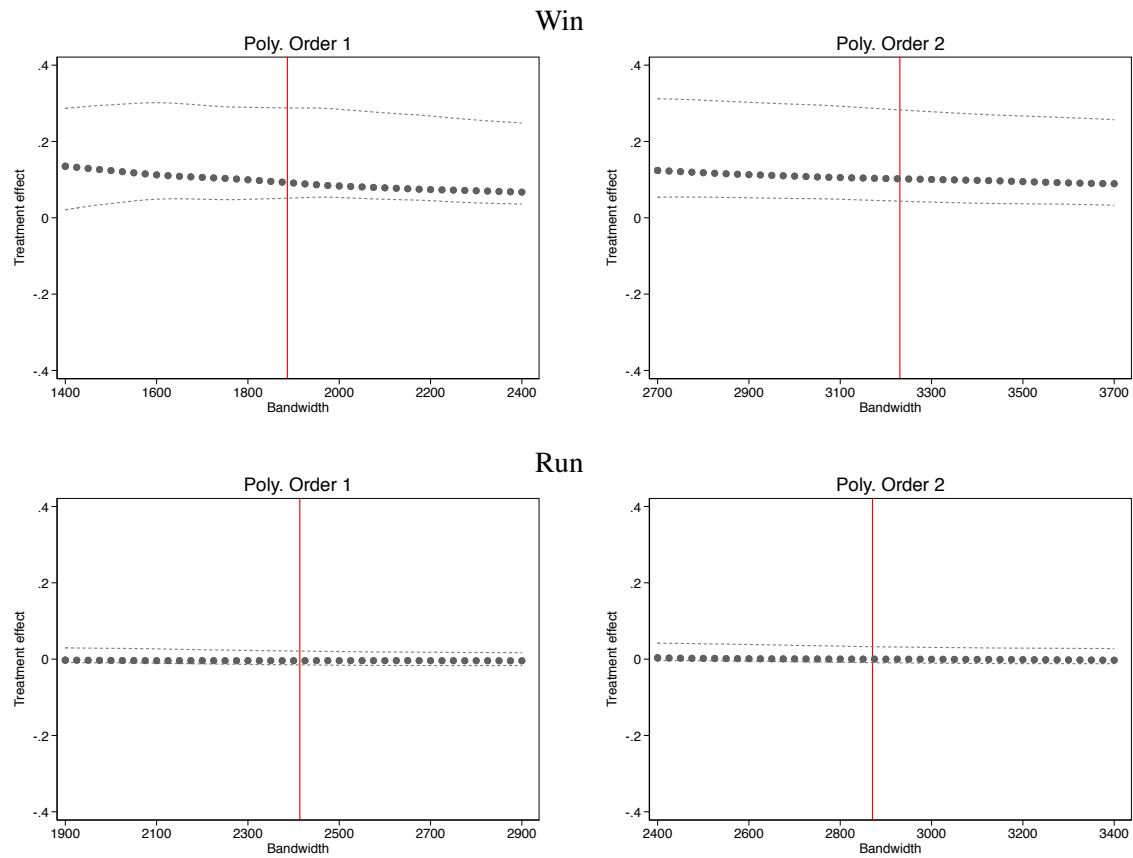 Win
Poly. Order 1
.4
.2
0
-.2
-.4
Treatment effect
1400 1600 1800 2000 2200 2400
Bandwidth
Poly. Order 2
.4
.2
0
-.2
-.4
Treatment effect
2700 2900 3100 3300 3500 3700
Bandwidth
Run
Poly. Order 1
.4
.2
0
-.2
-.4
Treatment effect
1900 2100 2300 2500 2700 2900
Bandwidth
Poly. Order 2
.4
.2
0
-.2
-.4
Treatment effect
2400 2600 2800 3000 3200 3400
Bandwidth